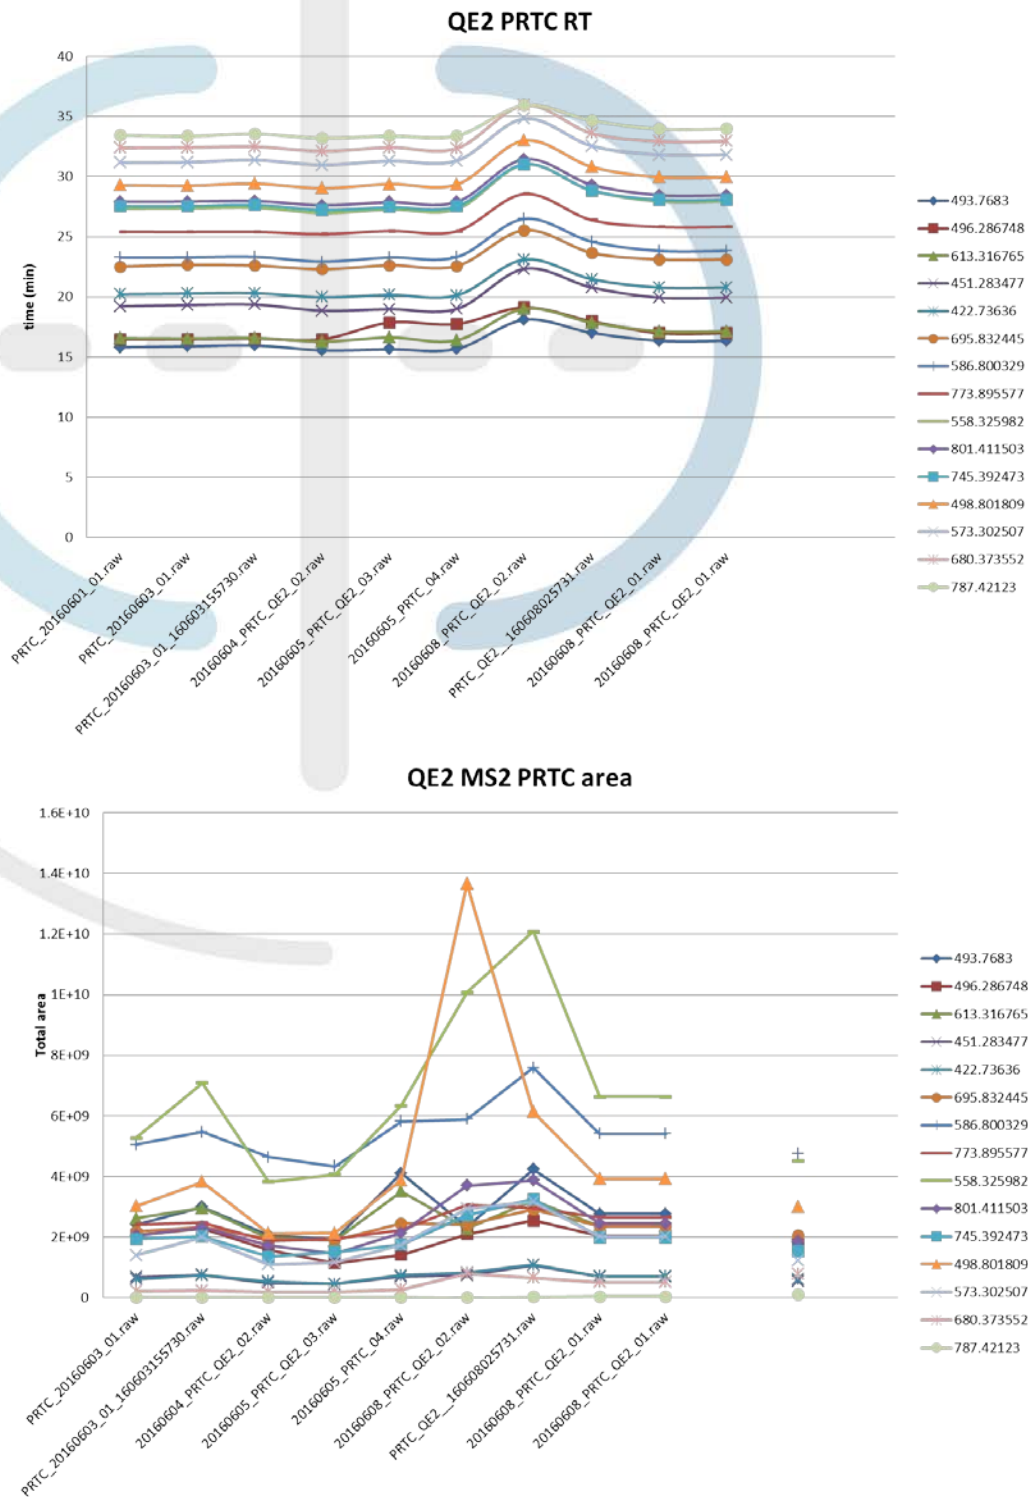 QE2 PRTC RT
40
35
30
25
20
15
10
5
0
time (min)
PRTC_20160601_01.raw
PRTC_20160603_01.raw
PRTC_20160603_01_160603155730.raw
20160604_PRTC_QE2_02.raw
20160605_PRTC_QE2_03.raw
20160605_PRTC_04.raw
20160608_PRTC_QE2_02.raw
PRTC_QE2__160608025731.raw
20160608_PRTC_QE2_01.raw
20160608_PRTC_QE2_01.raw
493.7683
496.286748
613.316765
451.283477
422.73636
695.832445
586.800329
773.895577
558.325982
801.411503
745.392473
498.801809
573.302507
680.373552
787.42123
QE2 MS2 PRTC area
1.6E+10
1.4E+10
1.2E+10
1E+10
8E+09
6E+09
4E+09
2E+09
0
Total area
PRTC_20160603_01.raw
PRTC_20160603_01_160603155730.raw
20160604_PRTC_QE2_02.raw
20160605_PRTC_QE2_03.raw
20160605_PRTC_04.raw
20160608_PRTC_QE2_02.raw
PRTC_QE2__160608025731.raw
20160608_PRTC_QE2_01.raw
20160608_PRTC_QE2_01.raw
493.7683
496.286748
613.316765
451.283477
422.73636
695.832445
586.800329
773.895577
558.325982
801.411503
745.392473
498.801809
573.302507
680.373552
787.42123